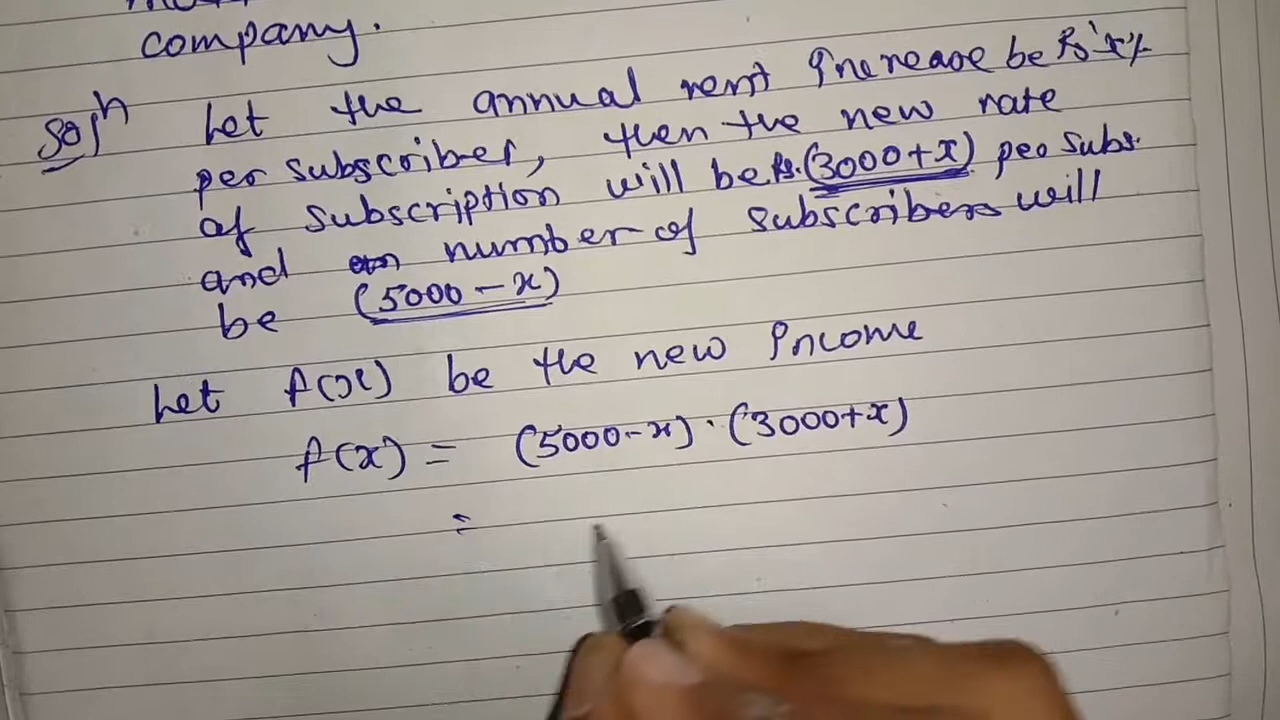 company.
Solⁿ Let the annual rent increase be Rs 'x'/-
per subscriber, then the new rate
of subscription will be Rs.(3000+x) per subs.
and number of subscribers will
be (5000-x)
Let f(x) be the new income
f(x) = (5000-x)·(3000+x)
=